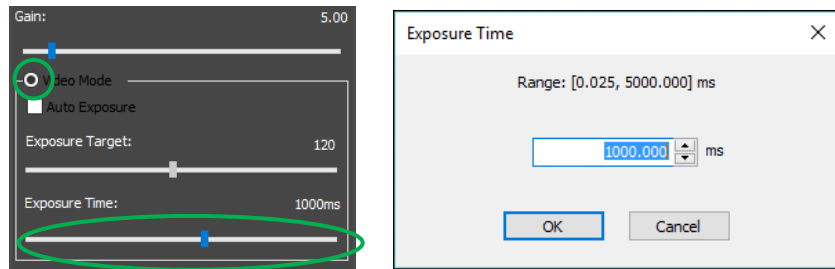 Gain: 5.00
Video Mode
Auto Exposure
Exposure Target: 120
Exposure Time: 1000ms
Exposure Time
Range: [0.025, 5000.000] ms
1000.000 ms
OK Cancel